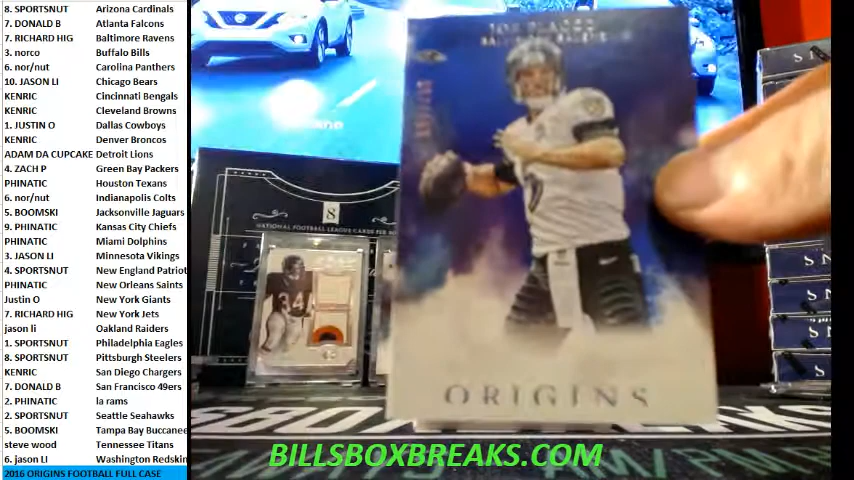 8. SPORTSNUT Arizona Cardinals
7. DONALD B Atlanta Falcons
7. RICHARD HIG Baltimore Ravens
3. norco Buffalo Bills
6. nor/nut Carolina Panthers
10. JASON LI Chicago Bears
KENRIC Cincinnati Bengals
KENRIC Cleveland Browns
1. JUSTIN O Dallas Cowboys
KENRIC Denver Broncos
ADAM DA CUPCAKE Detroit Lions
4. ZACH P Green Bay Packers
PHINATIC Houston Texans
6. nor/nut Indianapolis Colts
5. BOOMSKI Jacksonville Jaguars
9. PHINATIC Kansas City Chiefs
PHINATIC Miami Dolphins
3. JASON LI Minnesota Vikings
4. SPORTSNUT New England Patriot
PHINATIC New Orleans Saints
Justin O New York Giants
7. RICHARD HIG New York Jets
jason li Oakland Raiders
1. SPORTSNUT Philadelphia Eagles
8. SPORTSNUT Pittsburgh Steelers
KENRIC San Diego Chargers
7. DONALD B San Francisco 49ers
2. PHINATIC la rams
2. SPORTSNUT Seattle Seahawks
5. BOOMSKI Tampa Bay Buccanee
steve wood Tennessee Titans
6. jason LI Washington Redskin
2016 ORIGINS FOOTBALL FULL CASE
8
NATIONAL FOOTBALL LEAGUE CARDS PER
34
ORIGINS
BILLSBOXBREAKS.COM